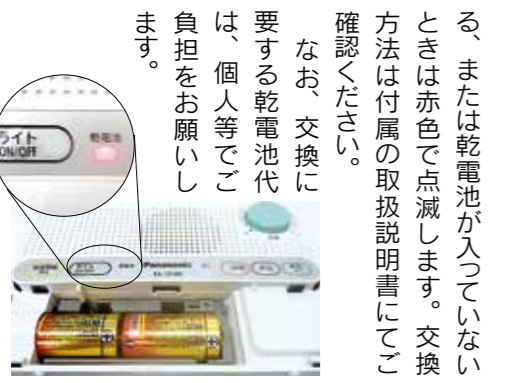 る、または乾電池が入っていない
ときは赤色で点滅します。交換
方法は付属の取扱説明書にてご
確認ください。
なお、交換に
要する乾電池代
は、個人等でご
負担をお願いし
ます。
ライト
ON/OFF
乾電池
Panasonic